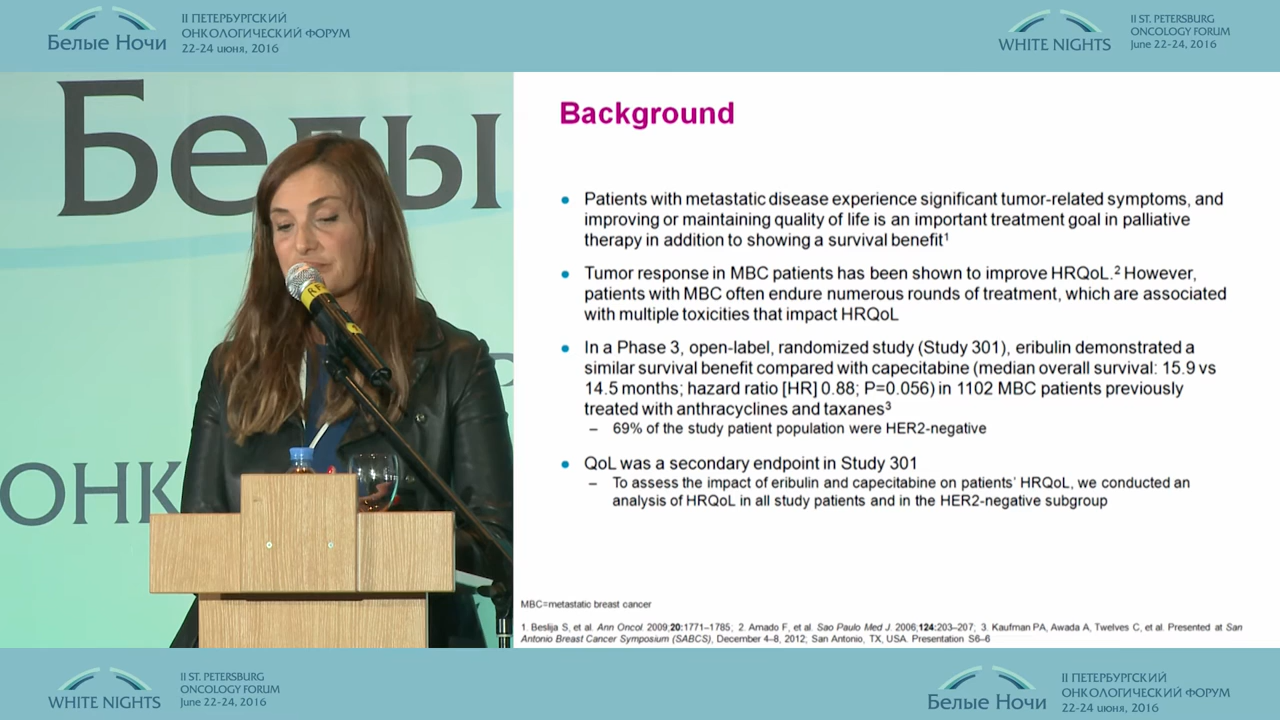 Белые Ночи
II ПЕТЕРБУРГСКИЙ
ОНКОЛОГИЧЕСКИЙ ФОРУМ
22-24 июня, 2016
WHITE NIGHTS
II ST. PETERSBURG
ONCOLOGY FORUM
June 22-24, 2016
Белы
ОНК
Background
• Patients with metastatic disease experience significant tumor-related symptoms, and
improving or maintaining quality of life is an important treatment goal in palliative
therapy in addition to showing a survival benefit¹
• Tumor response in MBC patients has been shown to improve HRQoL.² However,
patients with MBC often endure numerous rounds of treatment, which are associated
with multiple toxicities that impact HRQoL
• In a Phase 3, open-label, randomized study (Study 301), eribulin demonstrated a
similar survival benefit compared with capecitabine (median overall survival: 15.9 vs
14.5 months; hazard ratio [HR] 0.88; P=0.056) in 1102 MBC patients previously
treated with anthracyclines and taxanes³
– 69% of the study patient population were HER2-negative
• QoL was a secondary endpoint in Study 301
– To assess the impact of eribulin and capecitabine on patients' HRQoL, we conducted an
analysis of HRQoL in all study patients and in the HER2-negative subgroup
MBC=metastatic breast cancer
1. Beslija S, et al. Ann Oncol. 2009;20:1771–1785; 2. Amado F, et al. Sao Paulo Med J. 2006;124:203–207; 3. Kaufman PA, Awada A, Twelves C, et al. Presented at San
Antonio Breast Cancer Symposium (SABCS), December 4–8, 2012; San Antonio, TX, USA. Presentation S6–6
WHITE NIGHTS
II ST. PETERSBURG
ONCOLOGY FORUM
June 22-24, 2016
Белые Ночи
II ПЕТЕРБУРГСКИЙ
ОНКОЛОГИЧЕСКИЙ ФОРУМ
22-24 июня, 2016